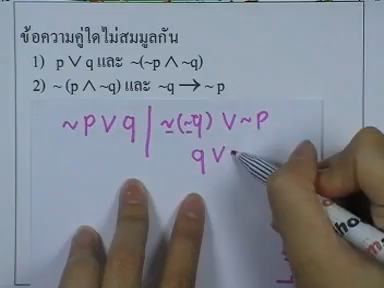 ข้อความคู่ใดไม่สมมูลกัน
1) p ∨ q และ ~(~p ∧ ~q)
2) ~ (p ∧ ~q) และ ~q → ~ p
~p ∨ q | ~(~q) ∨ ~p
q ∨